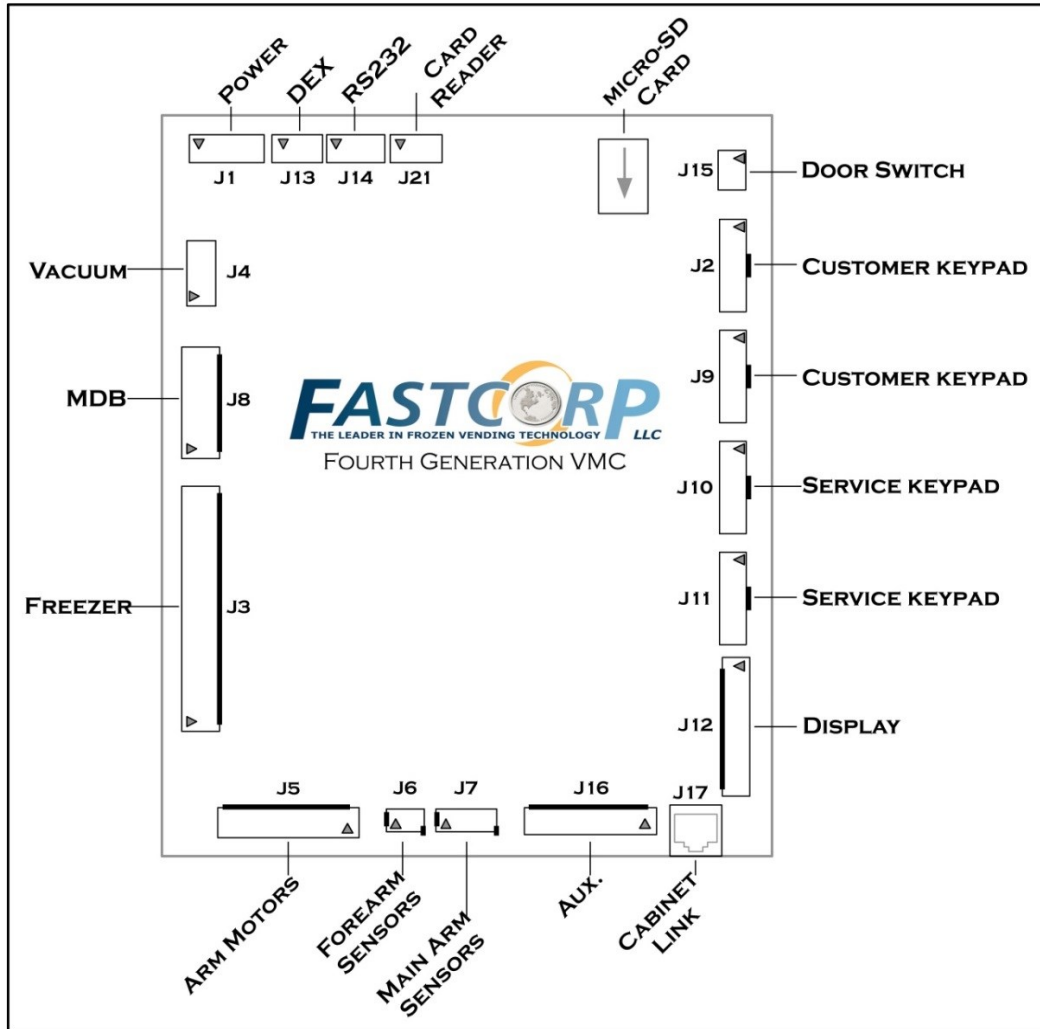 POWER
DEX
RS232
CARD
READER
MICRO-SD
CARD
J1
J13
J14
J21
J15
DOOR SWITCH
VACUUM
J4
J2
CUSTOMER KEYPAD
MDB
J8
J9
CUSTOMER KEYPAD
FASTCORP LLC
THE LEADER IN FROZEN VENDING TECHNOLOGY
FOURTH GENERATION VMC
J10
SERVICE KEYPAD
FREEZER
J3
J11
SERVICE KEYPAD
J12
DISPLAY
J5
J6
J7
J16
J17
ARM MOTORS
FOREARM
SENSORS
MAIN ARM
SENSORS
AUX.
CABINET
LINK